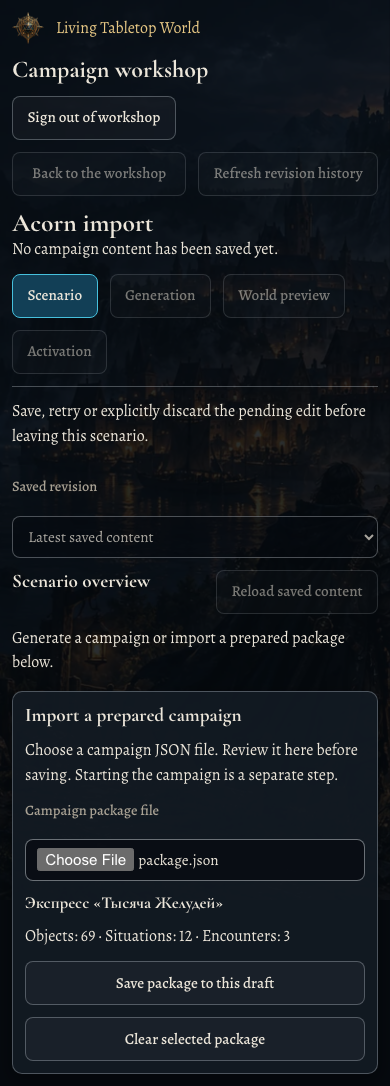 Living Tabletop World
Campaign workshop
Sign out of workshop
Back to the workshop
Refresh revision history
Acorn import
No campaign content has been saved yet.
Scenario
Generation
World preview
Activation
Save, retry or explicitly discard the pending edit before
leaving this scenario.
Saved revision
Latest saved content
Scenario overview
Reload saved content
Generate a campaign or import a prepared package
below.
Import a prepared campaign
Choose a campaign JSON file. Review it here before
saving. Starting the campaign is a separate step.
Campaign package file
Choose File package.json
Экспресс «Тысяча Желудей»
Objects: 69 · Situations: 12 · Encounters: 3
Save package to this draft
Clear selected package